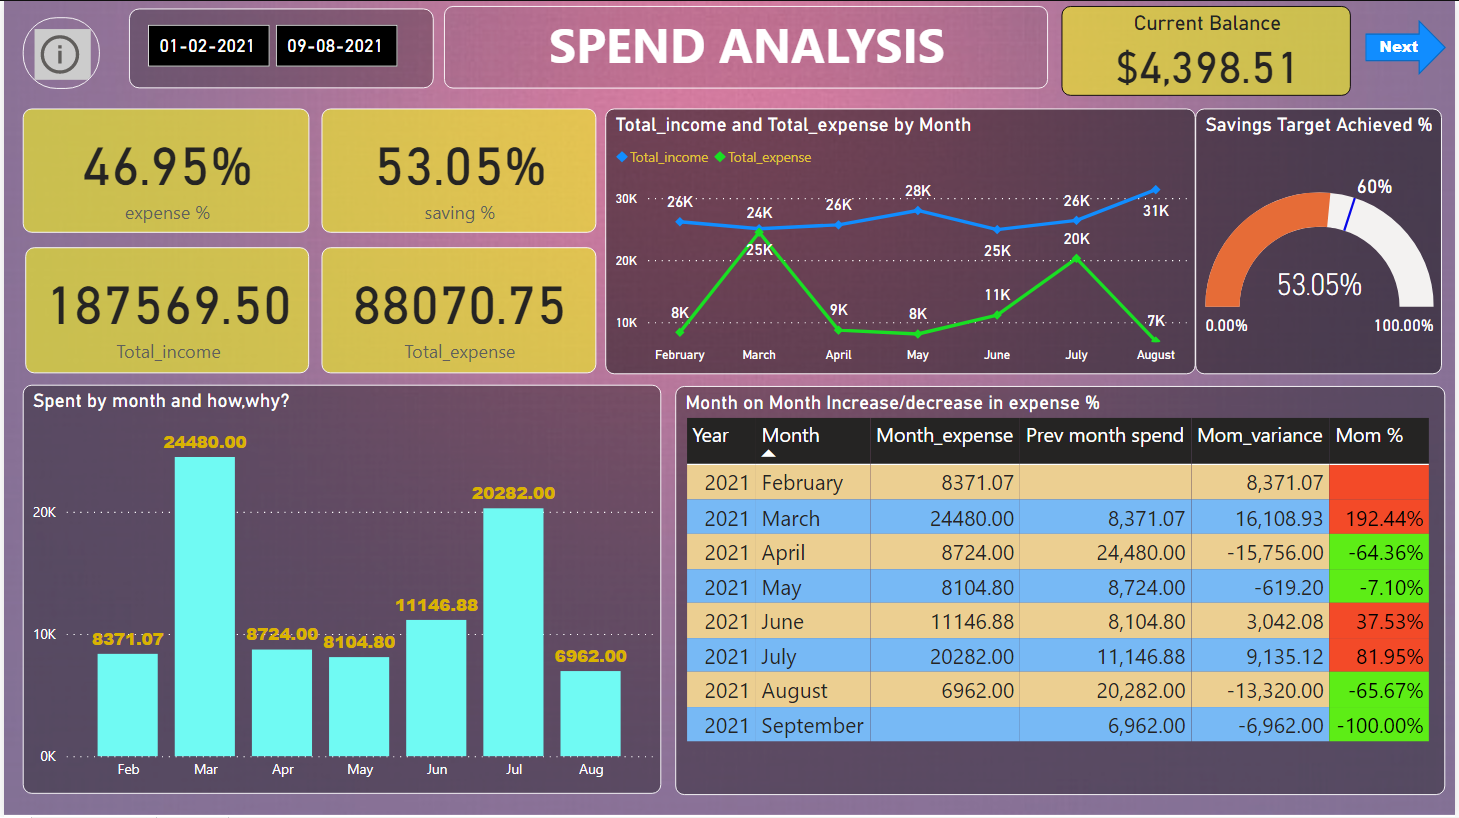 i
01-02-2021 09-08-2021
SPEND ANALYSIS
Current Balance
$4,398.51
Next
46.95%
expense %
53.05%
saving %
187569.50
Total_income
88070.75
Total_expense
Total_income and Total_expense by Month
Total_income Total_expense
30K
20K
10K
26K 24K 26K 28K 25K 26K 31K
8K 25K 9K 8K 11K 20K 7K
February March April May June July August
Savings Target Achieved %
60%
53.05%
0.00% 100.00%
Spent by month and how,why?
20K
10K
0K
8371.07 24480.00 8724.00 8104.80 11146.88 20282.00 6962.00
Feb Mar Apr May Jun Jul Aug
Month on Month Increase/decrease in expense %
Year Month Month_expense Prev month spend Mom_variance Mom %
2021 February 8371.07 8,371.07
2021 March 24480.00 8,371.07 16,108.93 192.44%
2021 April 8724.00 24,480.00 -15,756.00 -64.36%
2021 May 8104.80 8,724.00 -619.20 -7.10%
2021 June 11146.88 8,104.80 3,042.08 37.53%
2021 July 20282.00 11,146.88 9,135.12 81.95%
2021 August 6962.00 20,282.00 -13,320.00 -65.67%
2021 September 6,962.00 -6,962.00 -100.00%